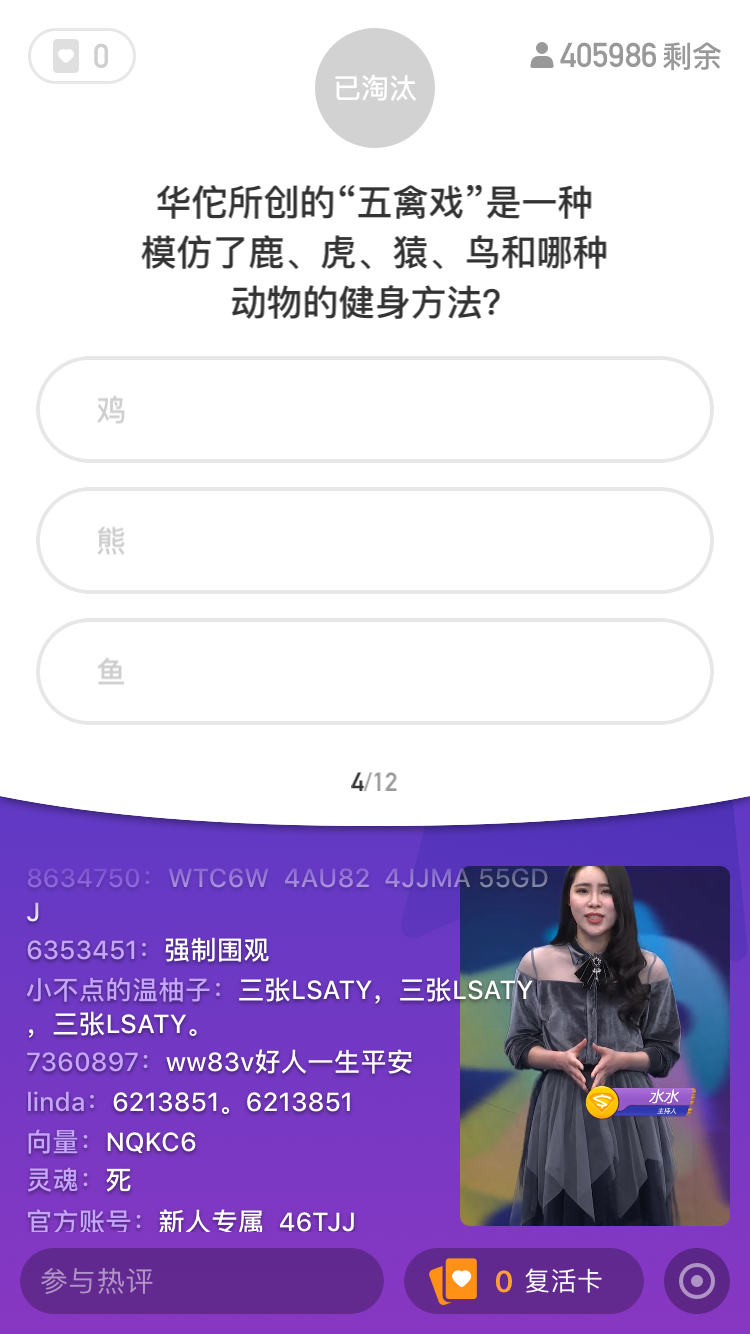 0
已淘汰
405986 剩余
华佗所创的“五禽戏”是一种
模仿了鹿、虎、猿、鸟和哪种
动物的健身方法?
鸡
熊
鱼
4/12
8634750： WTC6W 4AU82 4JJMA 55GD
J
6353451： 强制围观
小不点的温柚子： 三张LSATY，三张LSATY
，三张LSATY。
7360897： ww83v好人一生平安
linda： 6213851。6213851
水水
主持人
向量： NQKC6
灵魂： 死
官方账号： 新人专属 46TJJ
参与热评
0 复活卡